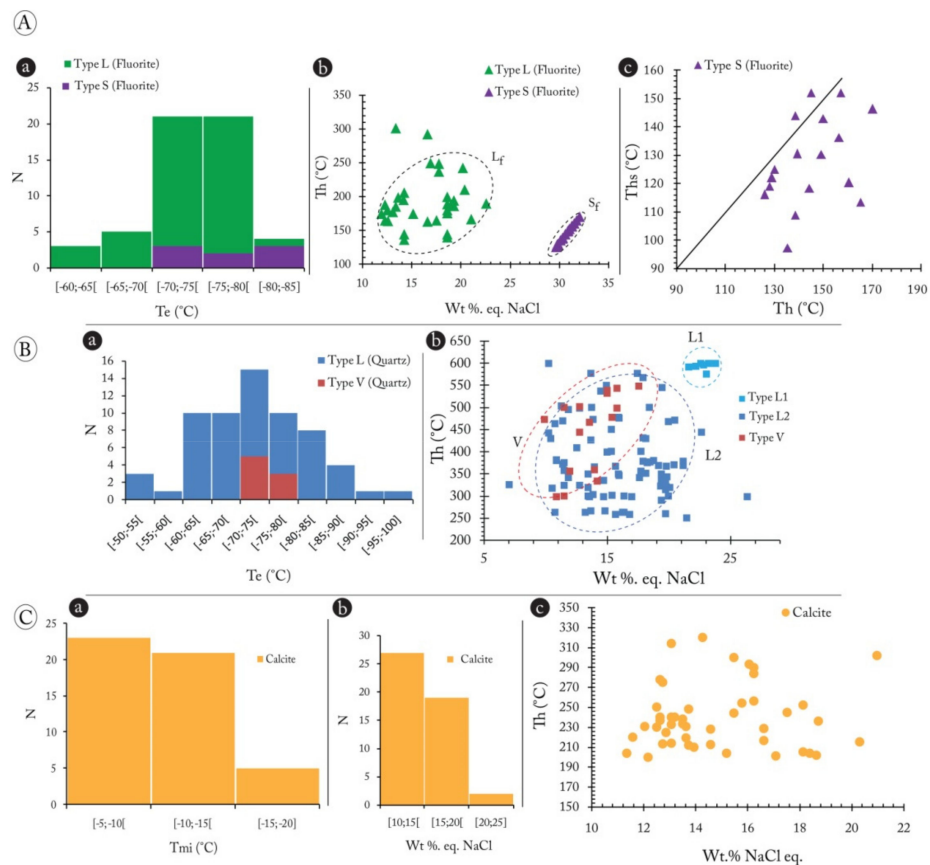 A
a
Type L (Fluorite)
Type S (Fluorite)
25
20
15
10
5
0
N
[-60;-65[
[-65;-70[
[-70;-75[
[-75;-80[
[-80;-85]
Te (°C)
b
Type L (Fluorite)
Type S (Fluorite)
350
300
250
200
150
100
Th (°C)
Lf
Sf
10 15 20 25 30 35
Wt %. eq. NaCl
c
Type S (Fluorite)
160
150
140
130
120
110
100
90
Ths (°C)
90 110 130 150 170 190
Th (°C)
B
a
Type L (Quartz)
Type V (Quartz)
16
14
12
10
8
6
4
2
0
N
[-50;-55[
[-55;-60[
[-60;-65[
[-65;-70[
[-70;-75[
[-75;-80[
[-80;-85[
[-85;-90[
[-90;-95[
[-95;-100[
Te (°C)
b
L1
650
600
550
500
450
400
350
300
250
200
Th (°C)
V
L2
Type L1
Type L2
Type V
5 15 25
Wt %. eq. NaCl
C
a
Calcite
25
20
15
10
5
0
N
[-5;-10[
[-10;-15[
[-15;-20]
Tmi (°C)
b
Calcite
30
25
20
15
10
5
0
N
[10;15[
[15;20[
[20;25]
Wt %. eq. NaCl
c
Calcite
350
330
310
290
270
250
230
210
190
170
150
Th (°C)
10 12 14 16 18 20 22
Wt.% NaCl eq.